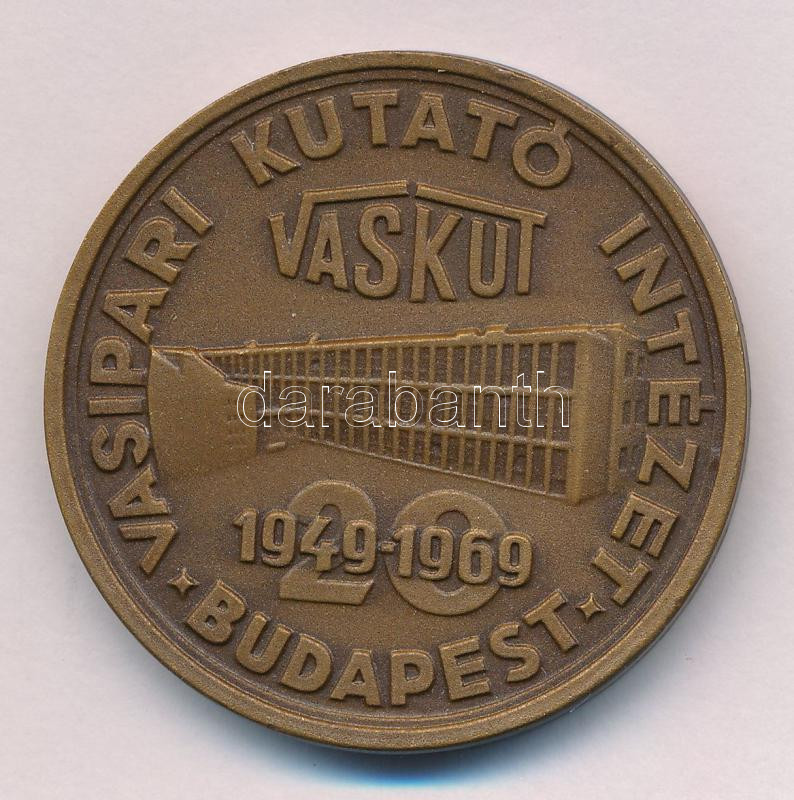 VASIPARI KUTATÓ INTÉZET
VASKUT
darabanth
20
1949-1969
BUDAPEST